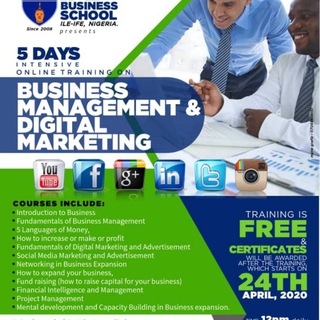 BUSINESS
SCHOOL
ILE-IFE, NIGERIA.
Since 2008
presents
5 DAYS
INTENSIVE
ONLINE TRAINING ON
BUSINESS
MANAGEMENT &
DIGITAL
MARKETING
You
Tube
f
g+
in
t
COURSES INCLUDE:
• Introduction to Business
• Fundamentals of Business Management
• 5 Languages of Money,
• How to increase or make or profit
• Fundamentals of Digital Marketing and Advertisement
• Social Media Marketing and Advertisement
• Networking in Business Expansion
• How to expand your business,
• Fund raising (how to raise capital for your business)
• Financial Intelligence and Management
• Project Management
• Mental development and Capacity Building in Business expansion.
TRAINING IS
FREE
&
CERTIFICATES
WILL BE AWARDED
AFTER THE TRAINING,
WHICH STARTS ON
24TH
APRIL, 2020
12pm